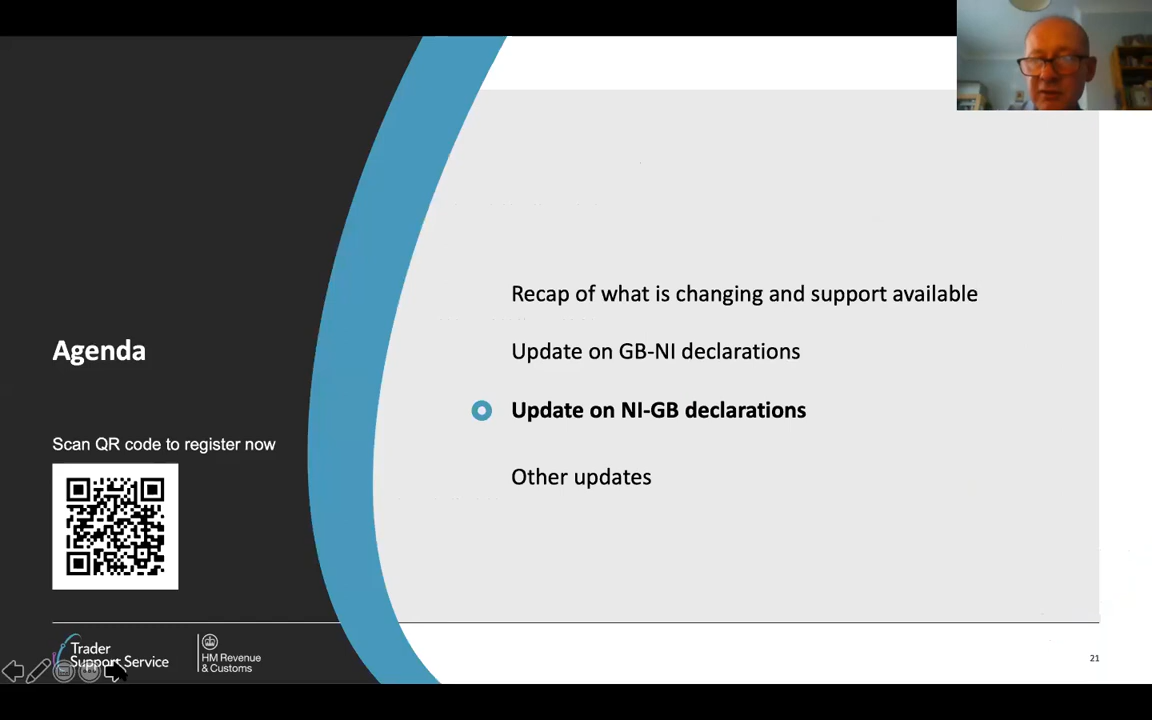 Recap of what is changing and support available
Agenda
Update on GB-NI declarations
Update on NI-GB declarations
Scan QR code to register now
Other updates
Trader
Support Service
HM Revenue
& Customs
21